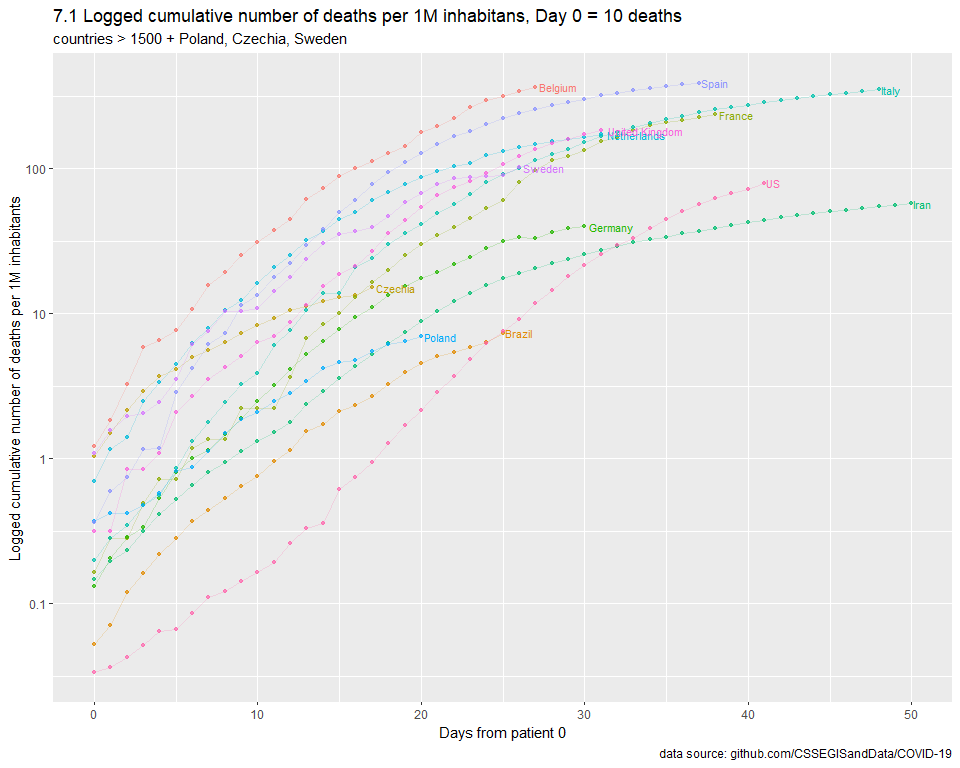 7.1 Logged cumulative number of deaths per 1M inhabitans, Day 0 = 10 deaths
countries > 1500 + Poland, Czechia, Sweden
Logged cumulative number of deaths per 1M inhabitants
100
10
1
0.1
Belgium
Spain
Italy
France
United Kingdom
Netherlands
Sweden
US
Iran
Germany
Czechia
Poland
Brazil
0
10
20
30
40
50
Days from patient 0
data source: github.com/CSSEGISandData/COVID-19